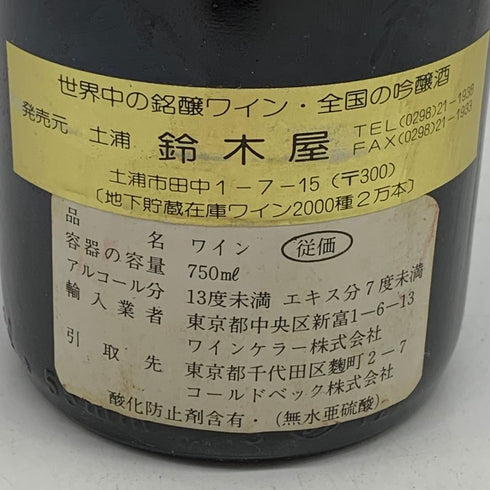 世界中の銘醸ワイン・全国の吟醸酒
発売元 土浦 鈴木屋 TEL(0298)21-1938
FAX(0298)21-1933
土浦市田中1-7-15(〒300)
〔地下貯蔵在庫ワイン2000種2万本〕
品名 ワイン 従価
容器の容量 750mℓ
アルコール分 13度未満 エキス分7度未満
輸入業者 東京都中央区新富1-6-13
ワインケラー株式会社
引取先 東京都千代田区麴町2-7
コールドベック株式会社
酸化防止剤含有・(無水亜硫酸)